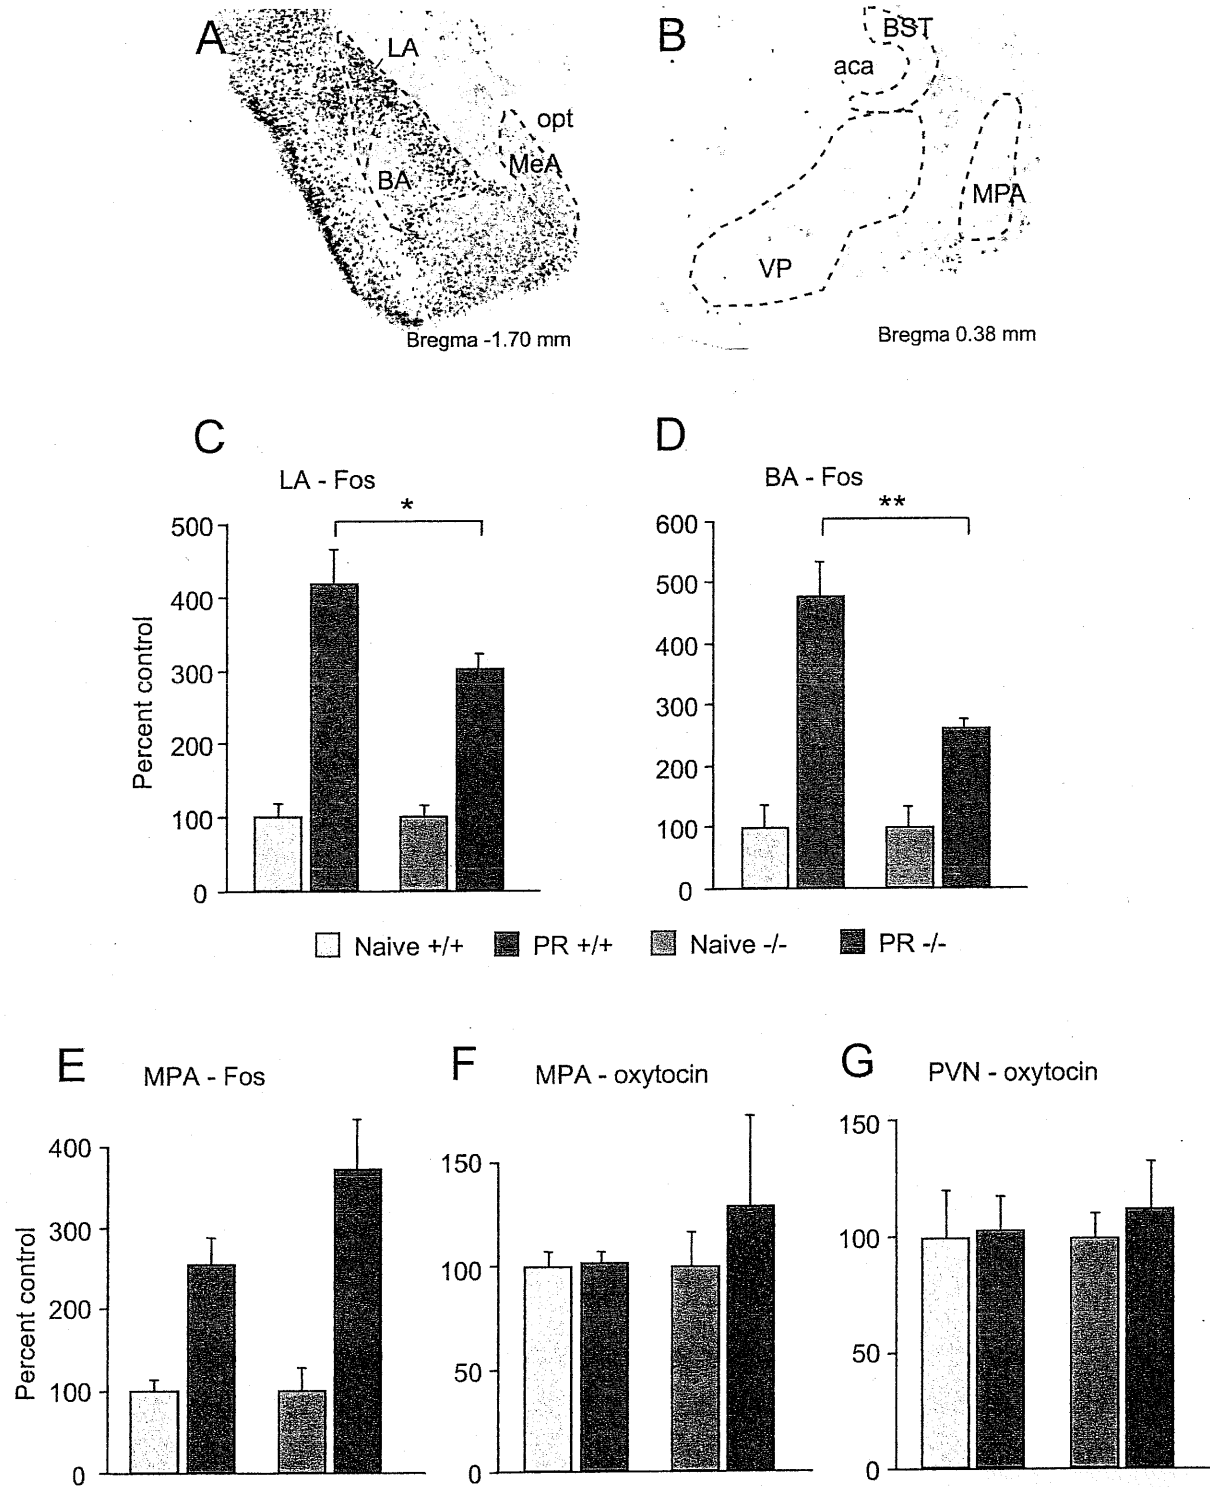 A
LA
opt
MeA
BA
Bregma -1.70 mm
B
BST
aca
MPA
VP
Bregma 0.38 mm
C
LA - Fos
*
500
400
300
200
100
0
Percent control
D
BA - Fos
**
600
500
400
300
200
100
0
Naive +/+ PR +/+ Naive -/- PR -/-
E
MPA - Fos
400
300
200
100
0
Percent control
F
MPA - oxytocin
150
100
50
0
G
PVN - oxytocin
150
100
50
0